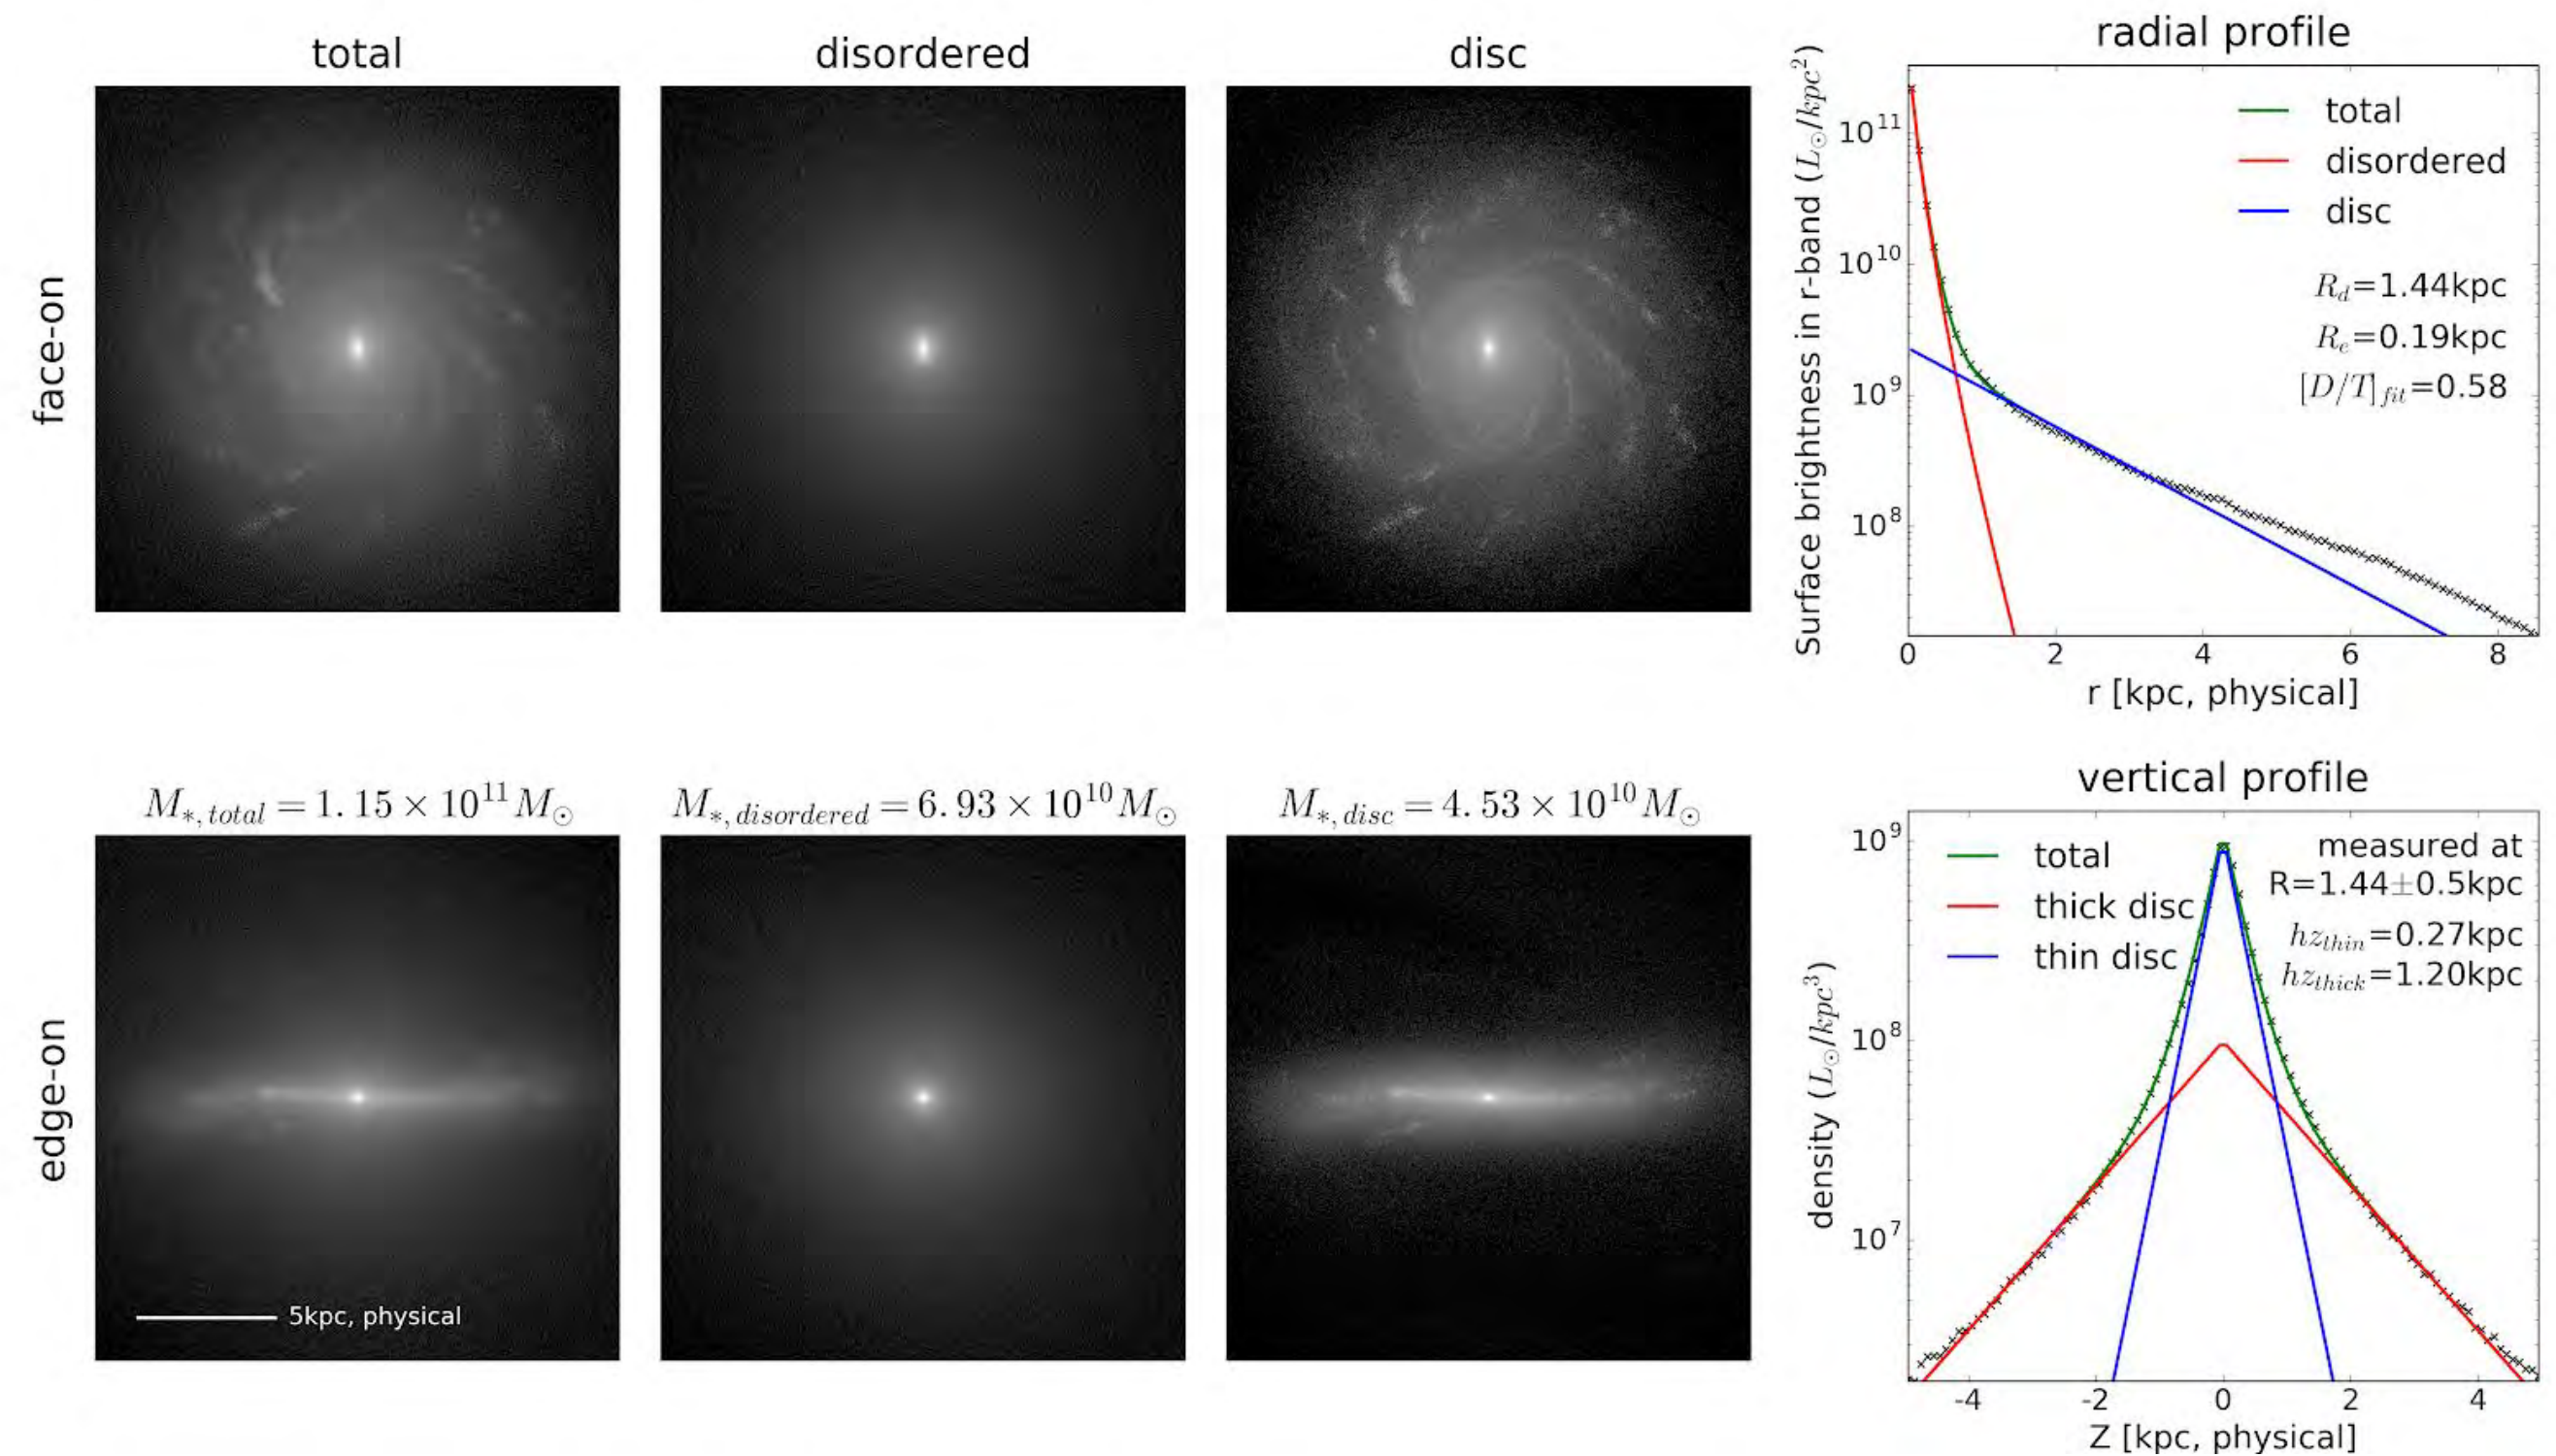 total
disordered
disc
face-on
radial profile
Surface brightness in r-band (L⊙/kpc²)
10¹¹
10¹⁰
10⁹
10⁸
total
disordered
disc
R_d=1.44kpc
R_e=0.19kpc
[D/T]_fit=0.58
0 2 4 6 8
r [kpc, physical]
edge-on
M_{*, total} = 1.15 × 10¹¹ M⊙
M_{*, disordered} = 6.93 × 10¹⁰ M⊙
M_{*, disc} = 4.53 × 10¹⁰ M⊙
5kpc, physical
vertical profile
density (L⊙/kpc³)
10⁹
10⁸
10⁷
total
thick disc
thin disc
measured at
R=1.44±0.5kpc
hz_thin=0.27kpc
hz_thick=1.20kpc
-4 -2 0 2 4
Z [kpc, physical]